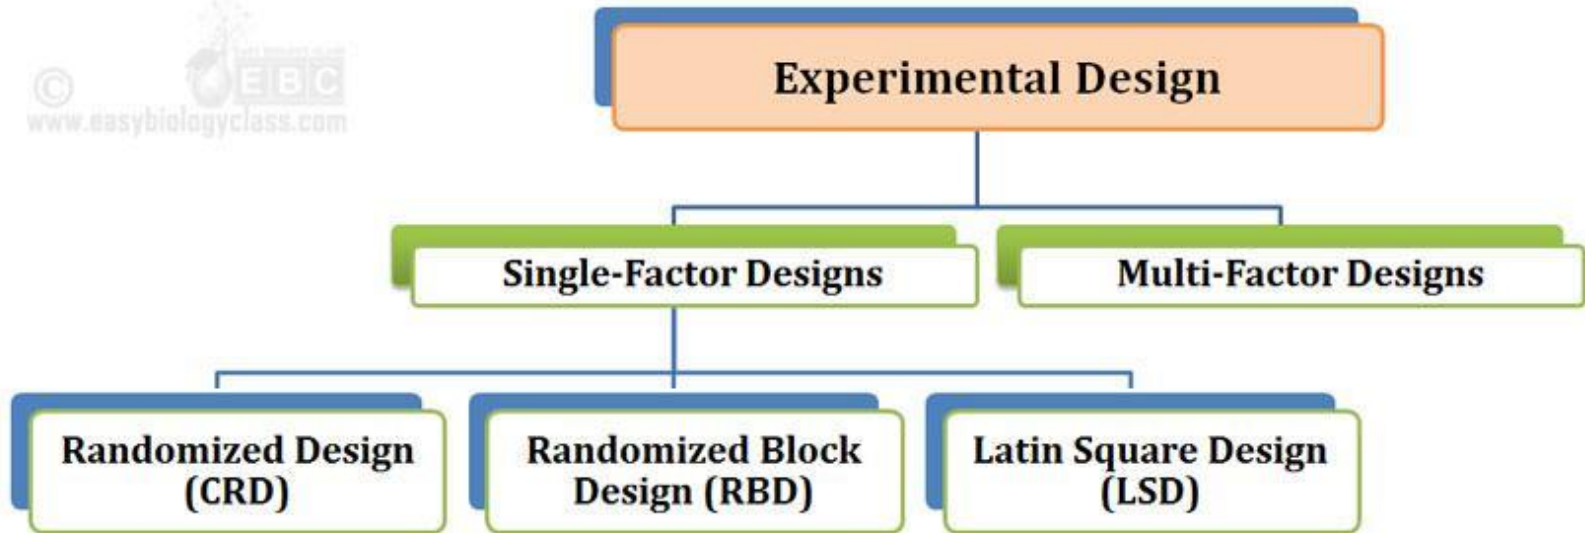 ©
EBC
www.easybiologyclass.com
Experimental Design
Single-Factor Designs
Multi-Factor Designs
Randomized Design
(CRD)
Randomized Block
Design (RBD)
Latin Square Design
(LSD)